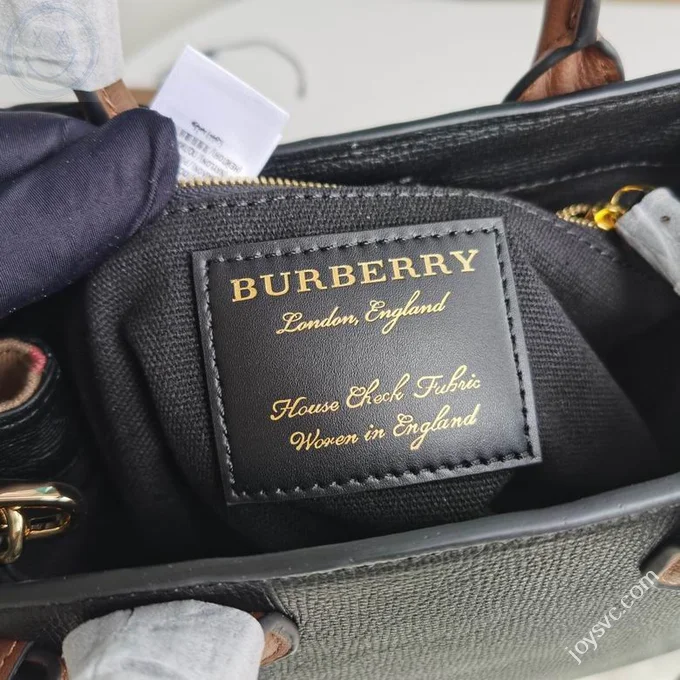 BURBERRY
London, England
House Check Fabric
Woven in England
joysvc.com